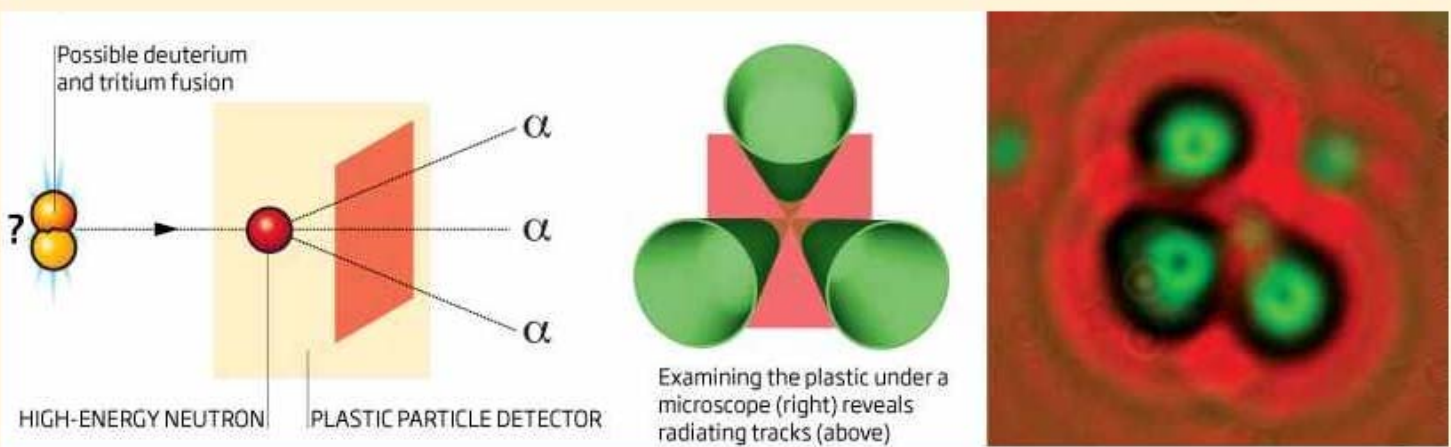 Possible deuterium
and tritium fusion
?
α
α
α
HIGH-ENERGY NEUTRON
PLASTIC PARTICLE DETECTOR
Examining the plastic under a
microscope (right) reveals
radiating tracks (above)